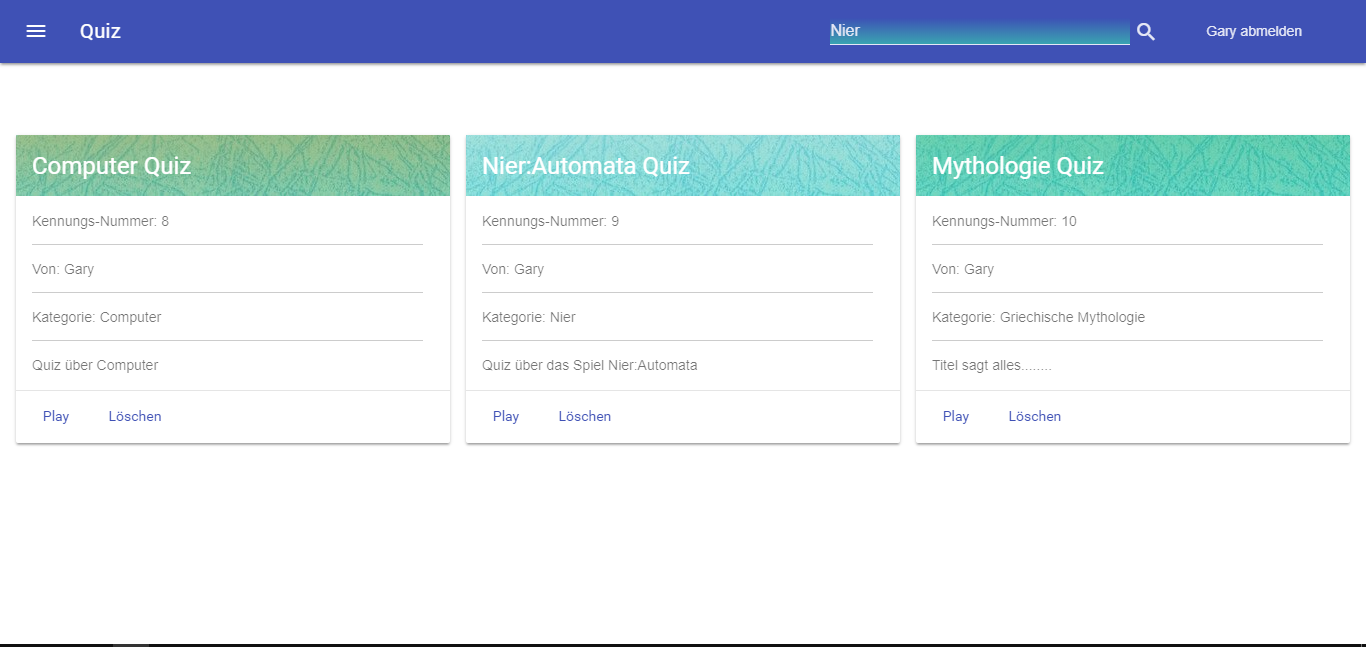 Quiz
Nier
Gary abmelden
Computer Quiz
Kennungs-Nummer: 8
Von: Gary
Kategorie: Computer
Quiz über Computer
Play
Löschen
Nier:Automata Quiz
Kennungs-Nummer: 9
Von: Gary
Kategorie: Nier
Quiz über das Spiel Nier:Automata
Play
Löschen
Mythologie Quiz
Kennungs-Nummer: 10
Von: Gary
Kategorie: Griechische Mythologie
Titel sagt alles........
Play
Löschen